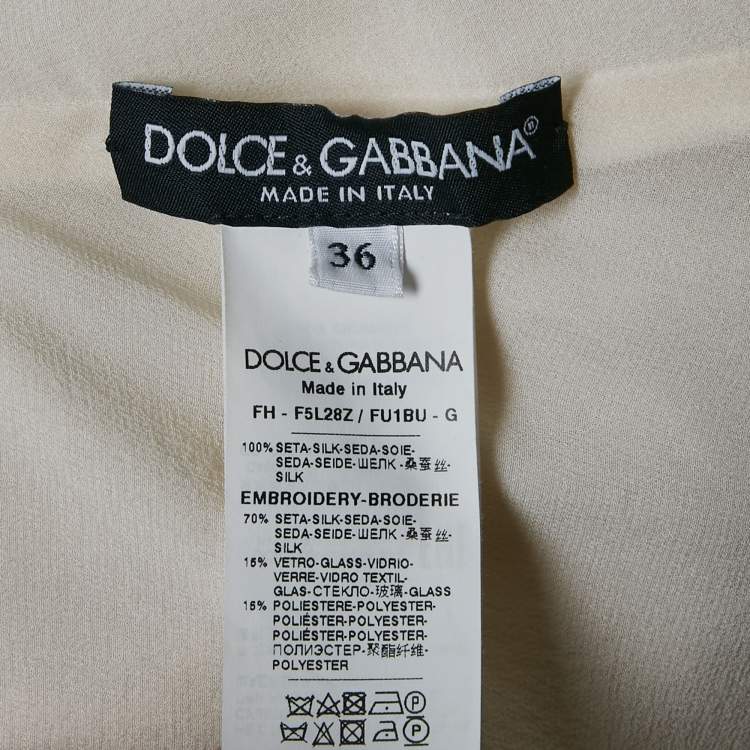 DOLCE & GABBANA®
MADE IN ITALY
36
DOLCE & GABBANA
Made in Italy
FH - F5L28Z / FU1BU - G
100% SETA-SILK-SEDA-SOIE-
SEDA-SEIDE-ШЕЛК -桑蚕丝-
SILK
EMBROIDERY-BRODERIE
70% SETA-SILK-SEDA-SOIE-
SEDA-SEIDE-ШЕЛК -桑蚕丝-
SILK
15% VETRO-GLASS-VIDRIO-
VERRE-VIDRO TEXTIL-
GLAS-СТЕКЛО-玻璃-GLASS
15% POLIESTERE-POLYESTER-
POLIÉSTER-POLYESTER-
POLIÉSTER-POLYESTER-
ПОЛИЭСТЕР-聚酯纤维-
POLYESTER